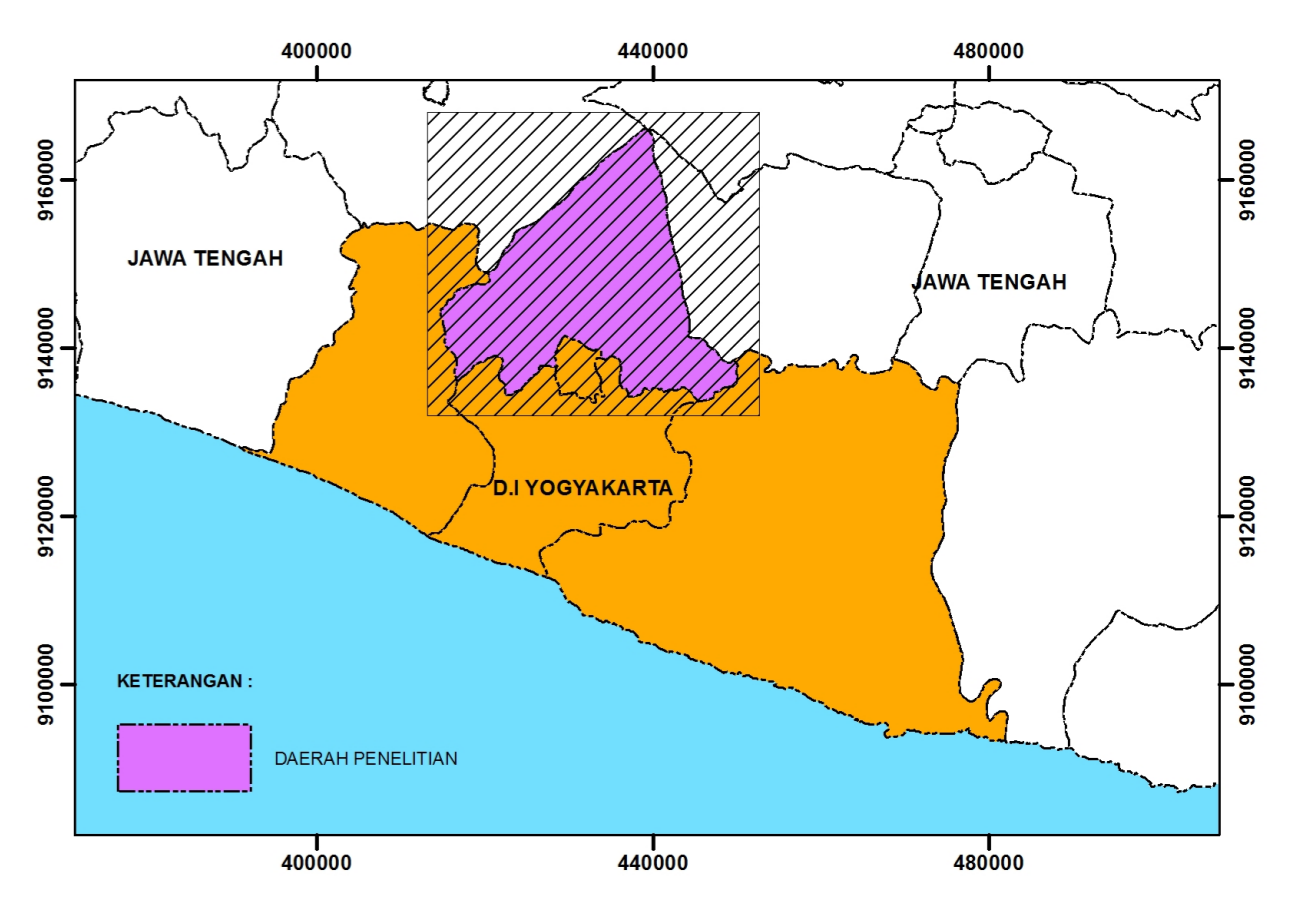 400000 440000 480000
9160000 9160000
JAWA TENGAH
JAWA TENGAH
9140000 9140000
D.I YOGYAKARTA
9120000 9120000
KETERANGAN :
9100000 9100000
DAERAH PENELITIAN
400000 440000 480000